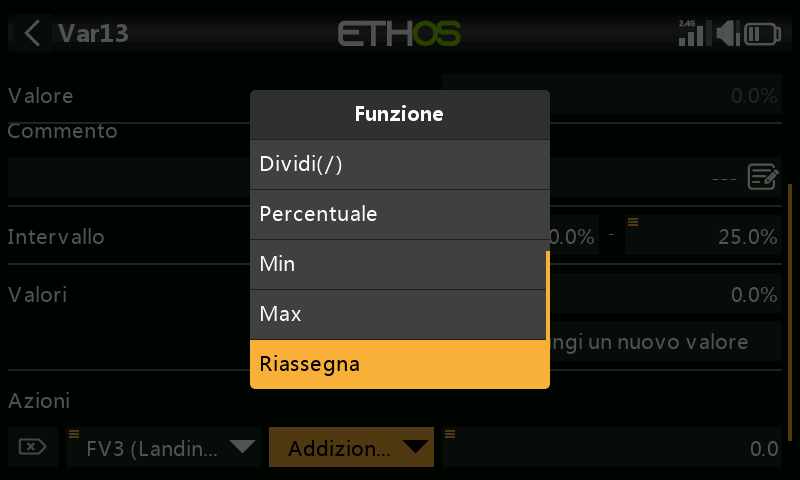 Var13
ETHOS
2.4G
Valore
0.0%
Commento
---
Funzione
Dividi(/)
Percentuale
Min
Max
Riassegna
Intervallo
0.0% - 25.0%
Valori
0.0%
ngi un nuovo valore
Azioni
FV3 (Landin...
Addizion...
0.0